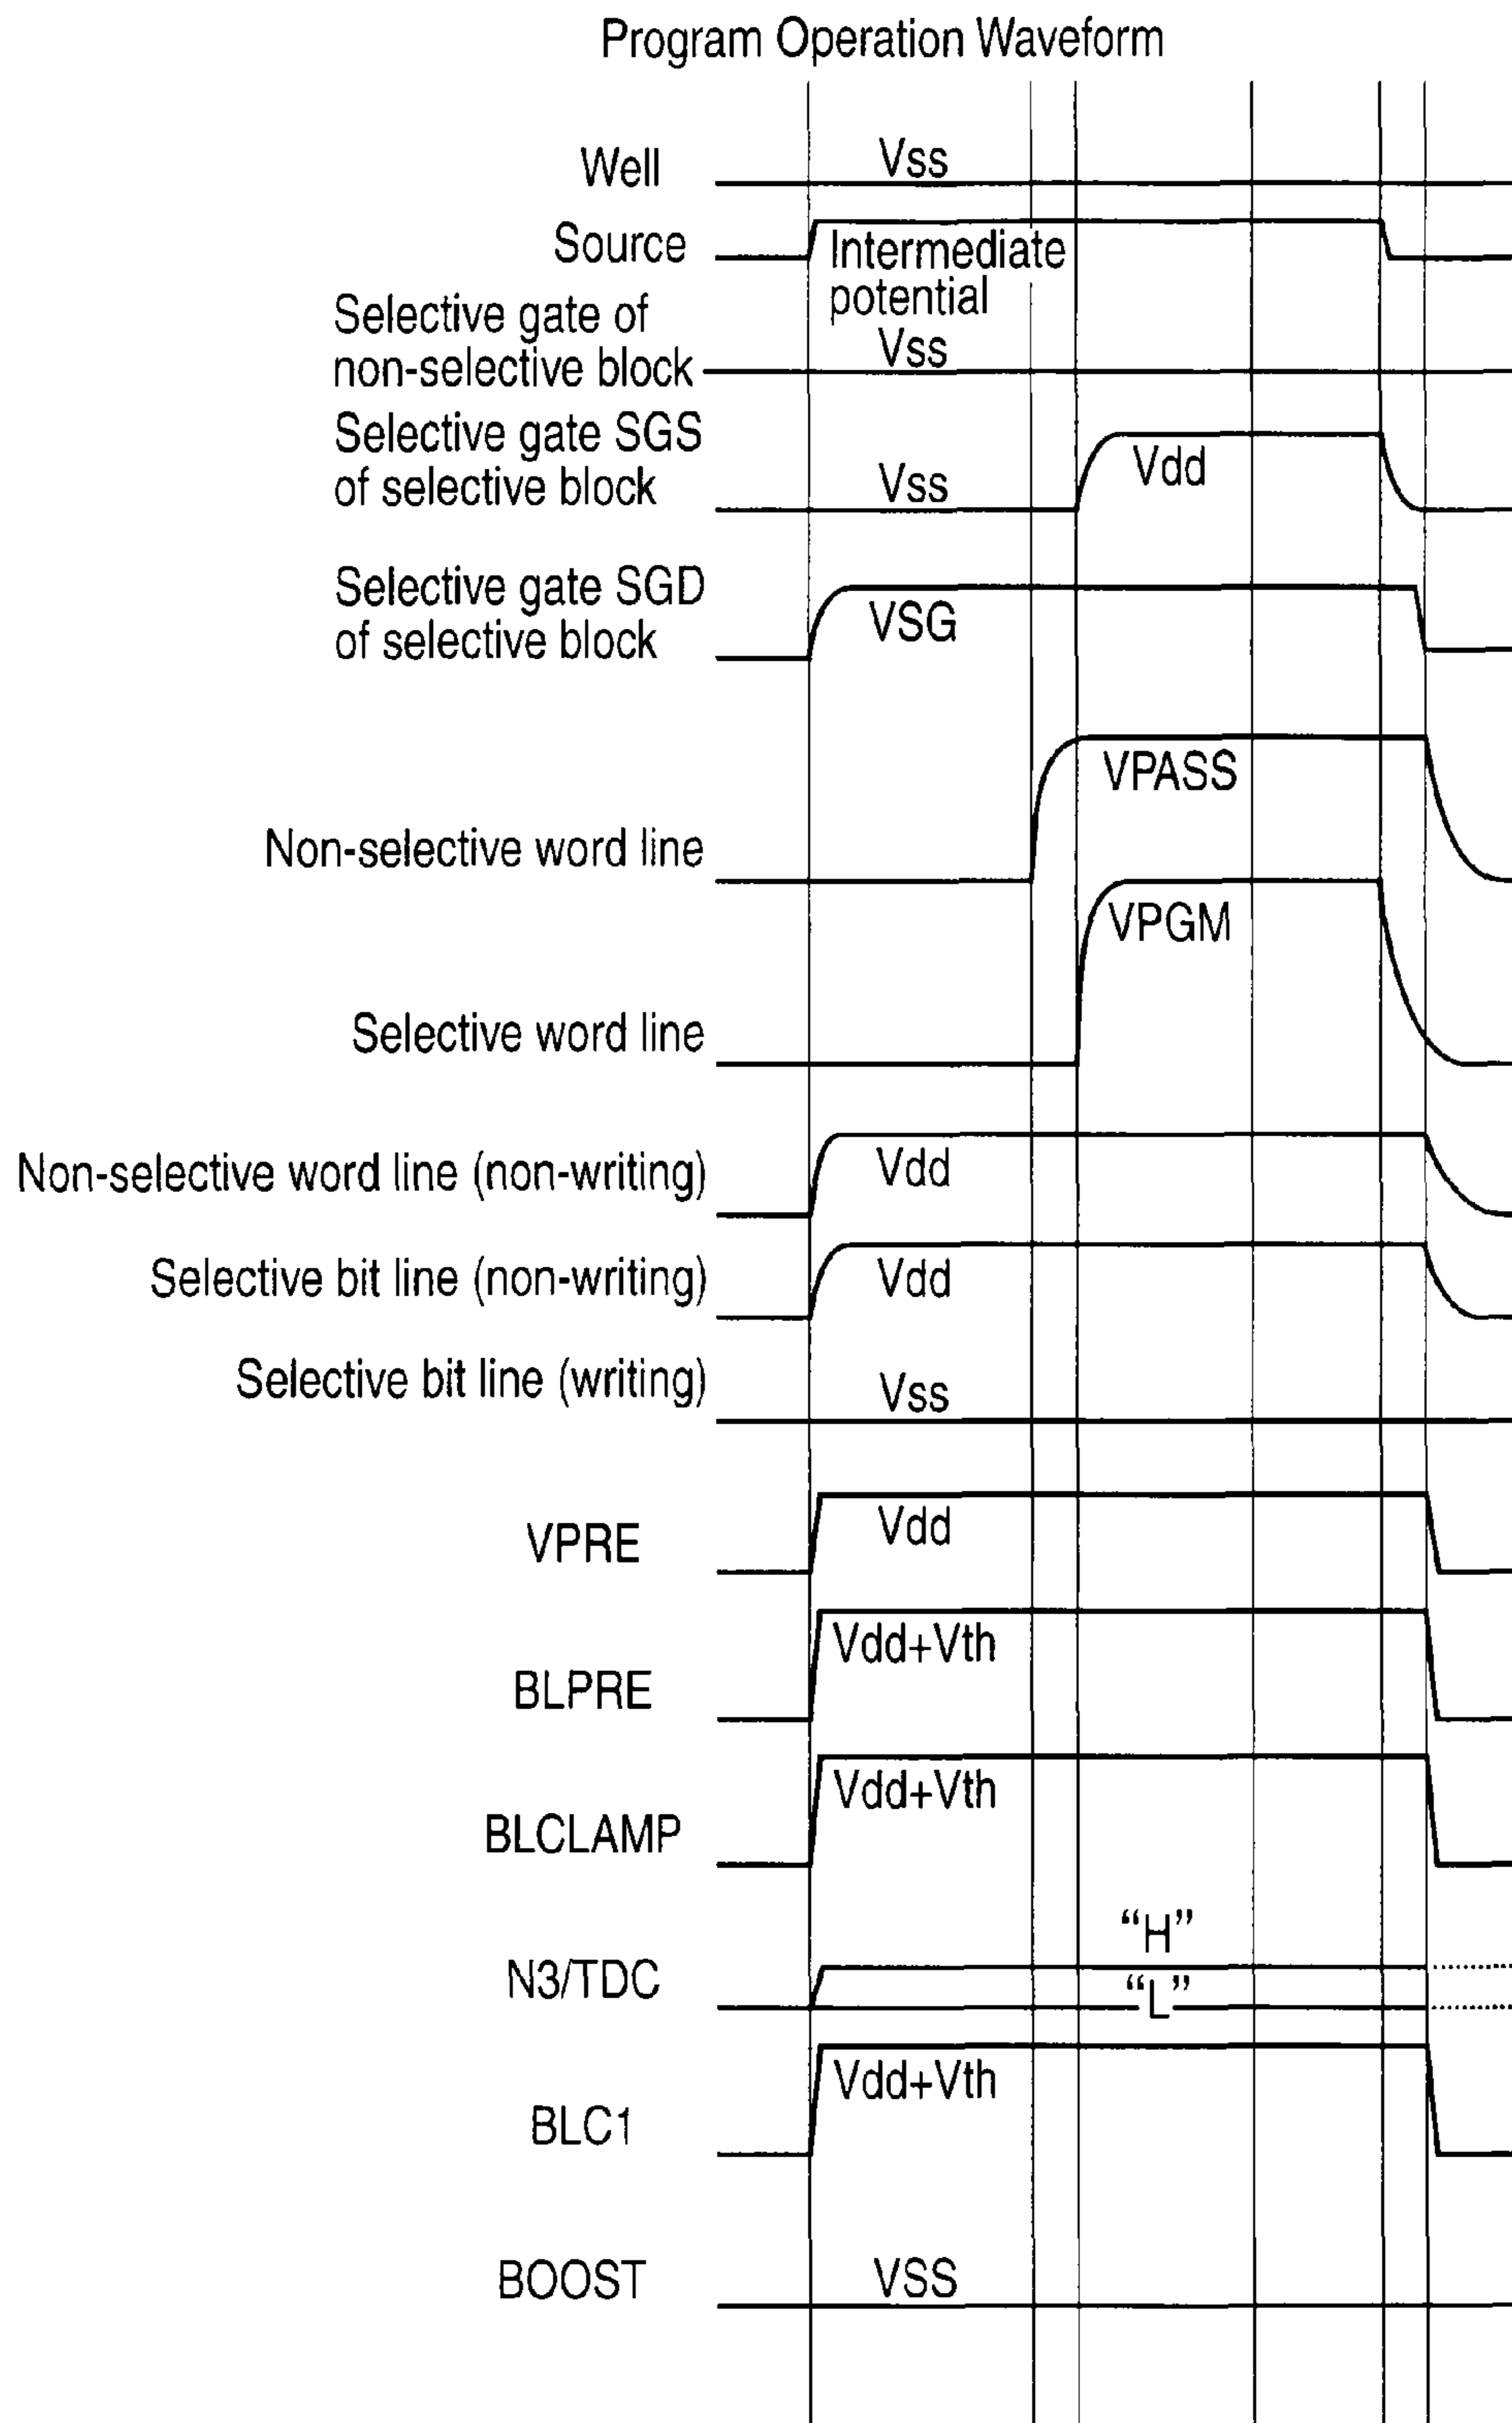 Program Operation Waveform
Well
Vss
Source
Intermediate
potential
Selective gate of
non-selective block
Vss
Selective gate SGS
of selective block
Vss
Vdd
Selective gate SGD
of selective block
VSG
Non-selective word line
VPASS
Selective word line
VPGM
Non-selective word line (non-writing)
Vdd
Selective bit line (non-writing)
Vdd
Selective bit line (writing)
Vss
VPRE
Vdd
BLPRE
Vdd+Vth
BLCLAMP
Vdd+Vth
N3/TDC
“H”
“L”
BLC1
Vdd+Vth
BOOST
VSS